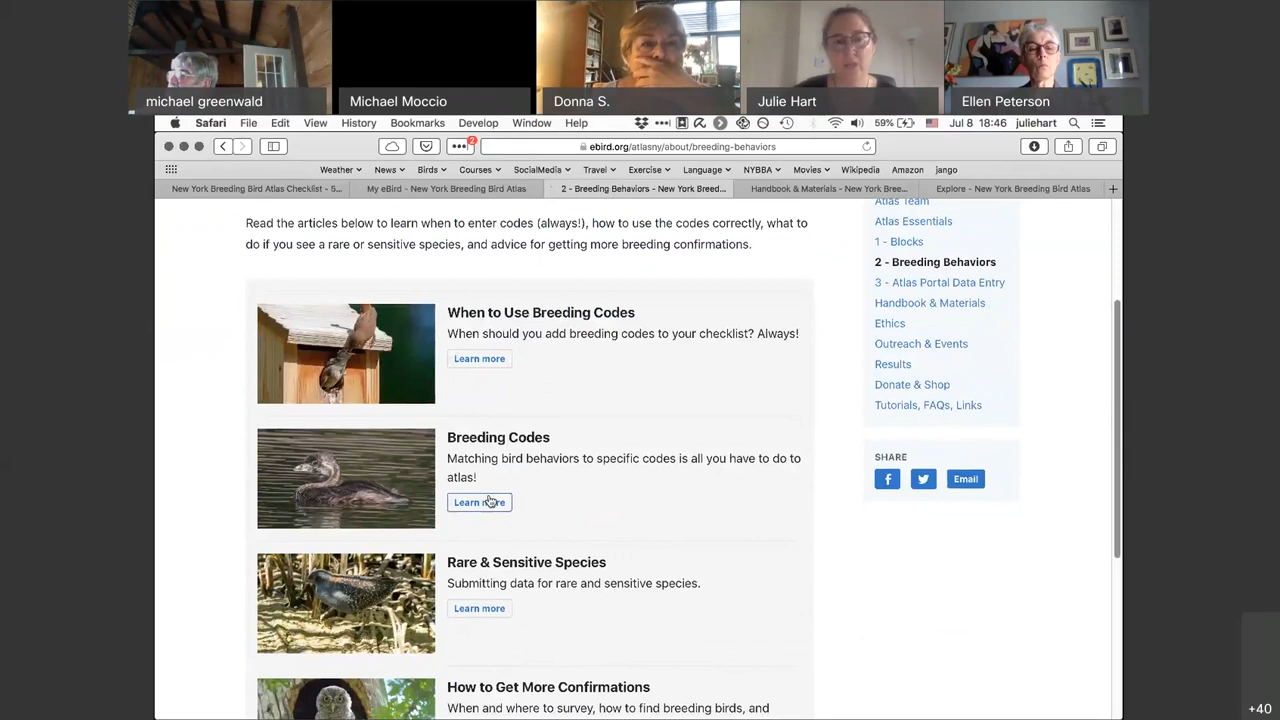 michael greenwald
Michael Moccio
Donna S.
Julie Hart
Ellen Peterson
Safari File Edit View History Bookmarks Develop Window Help
59% Jul 8 18:46 juliehart
2
ebird.org/atlasny/about/breeding-behaviors
Weather News Birds Courses SocialMedia Travel Exercise Language NYBBA Movies Wikipedia Amazon jango
New York Breeding Bird Atlas Checklist - 5...
My eBird - New York Breeding Bird Atlas
2 - Breeding Behaviors - New York Breed...
Handbook & Materials - New York Bree...
Explore - New York Breeding Bird Atlas
Read the articles below to learn when to enter codes (always!), how to use the codes correctly, what to
do if you see a rare or sensitive species, and advice for getting more breeding confirmations.
When to Use Breeding Codes
When should you add breeding codes to your checklist? Always!
Learn more
Breeding Codes
Matching bird behaviors to specific codes is all you have to do to
atlas!
Learn more
Rare & Sensitive Species
Submitting data for rare and sensitive species.
Learn more
How to Get More Confirmations
When and where to survey, how to find breeding birds, and
Atlas Team
Atlas Essentials
1 - Blocks
2 - Breeding Behaviors
3 - Atlas Portal Data Entry
Handbook & Materials
Ethics
Outreach & Events
Results
Donate & Shop
Tutorials, FAQs, Links
SHARE
Email
+40